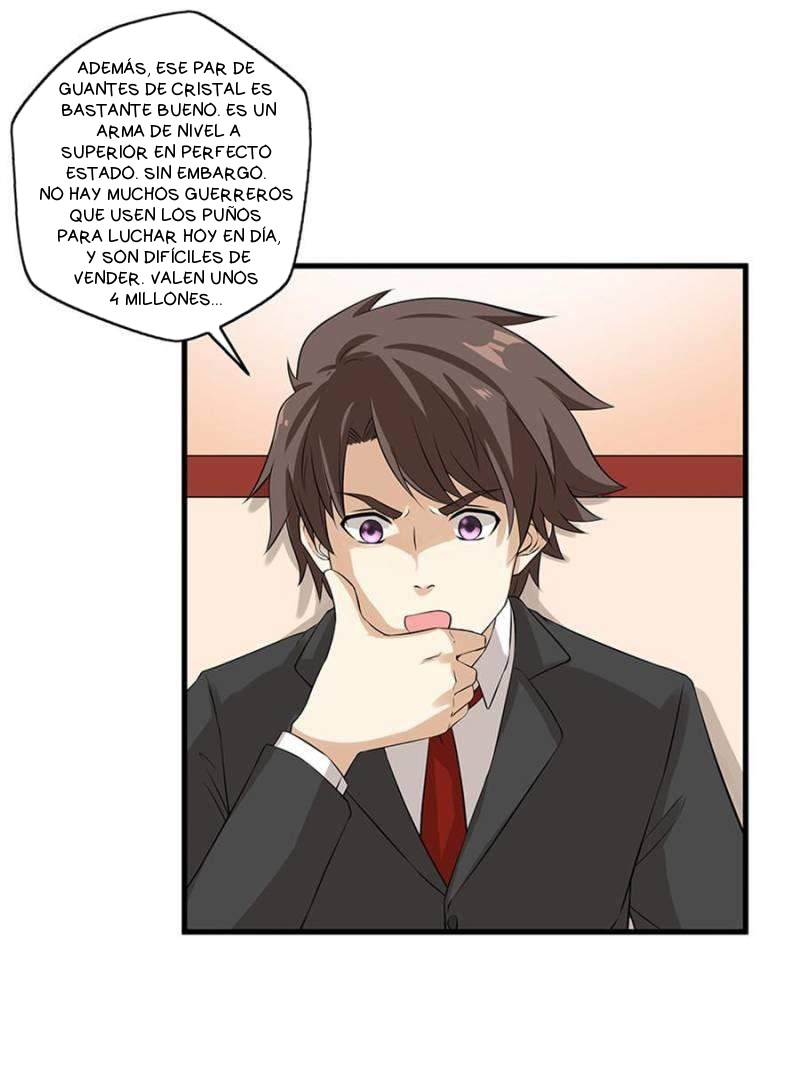 ADEMÁS, ESE PAR DE
GUANTES DE CRISTAL ES
BASTANTE BUENO. ES UN
ARMA DE NIVEL A
SUPERIOR EN PERFECTO
ESTADO. SIN EMBARGO.
NO HAY MUCHOS GUERREROS
QUE USEN LOS PUÑOS
PARA LUCHAR HOY EN DÍA,
Y SON DIFÍCILES DE
VENDER. VALEN UNOS
4 MILLONES...